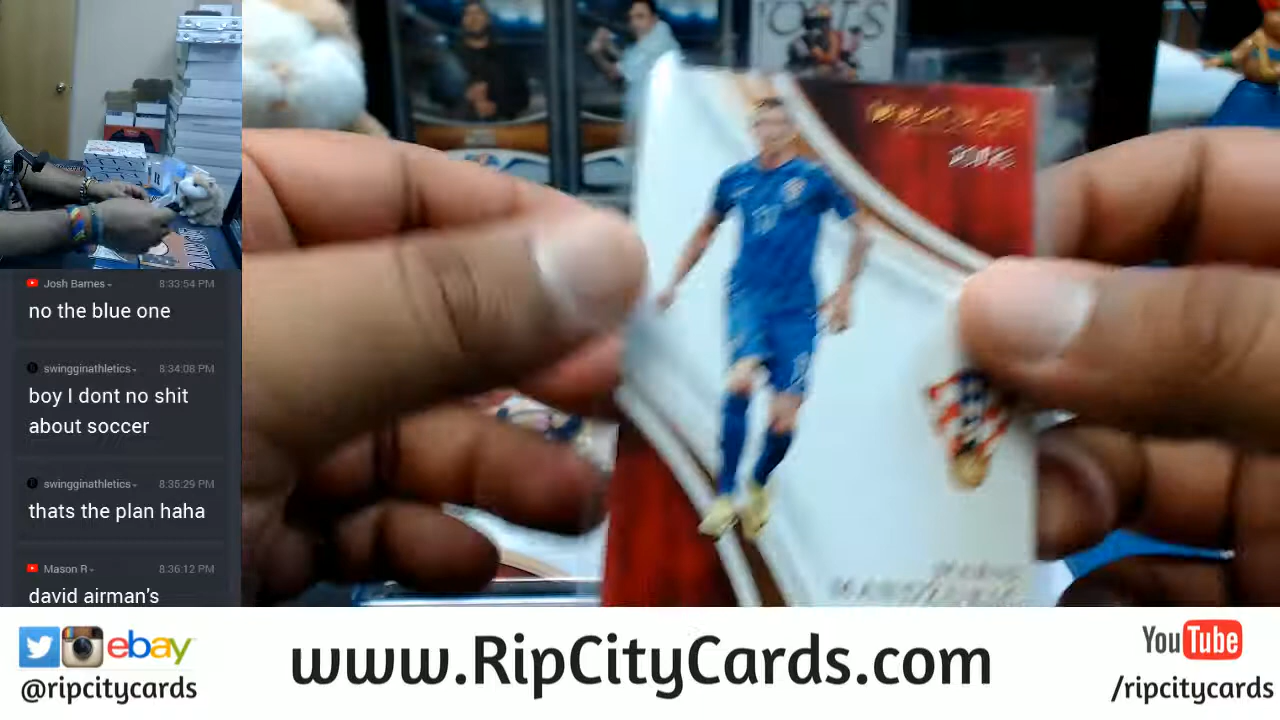 Josh Barnes 8:33:54 PM
no the blue one
swingginathletics 8:34:08 PM
boy I dont no shit
about soccer
swingginathletics 8:35:29 PM
thats the plan haha
Mason R 8:36:12 PM
david airman's
17
ebay
@ripcitycards
www.RipCityCards.com
YouTube
/ripcitycards